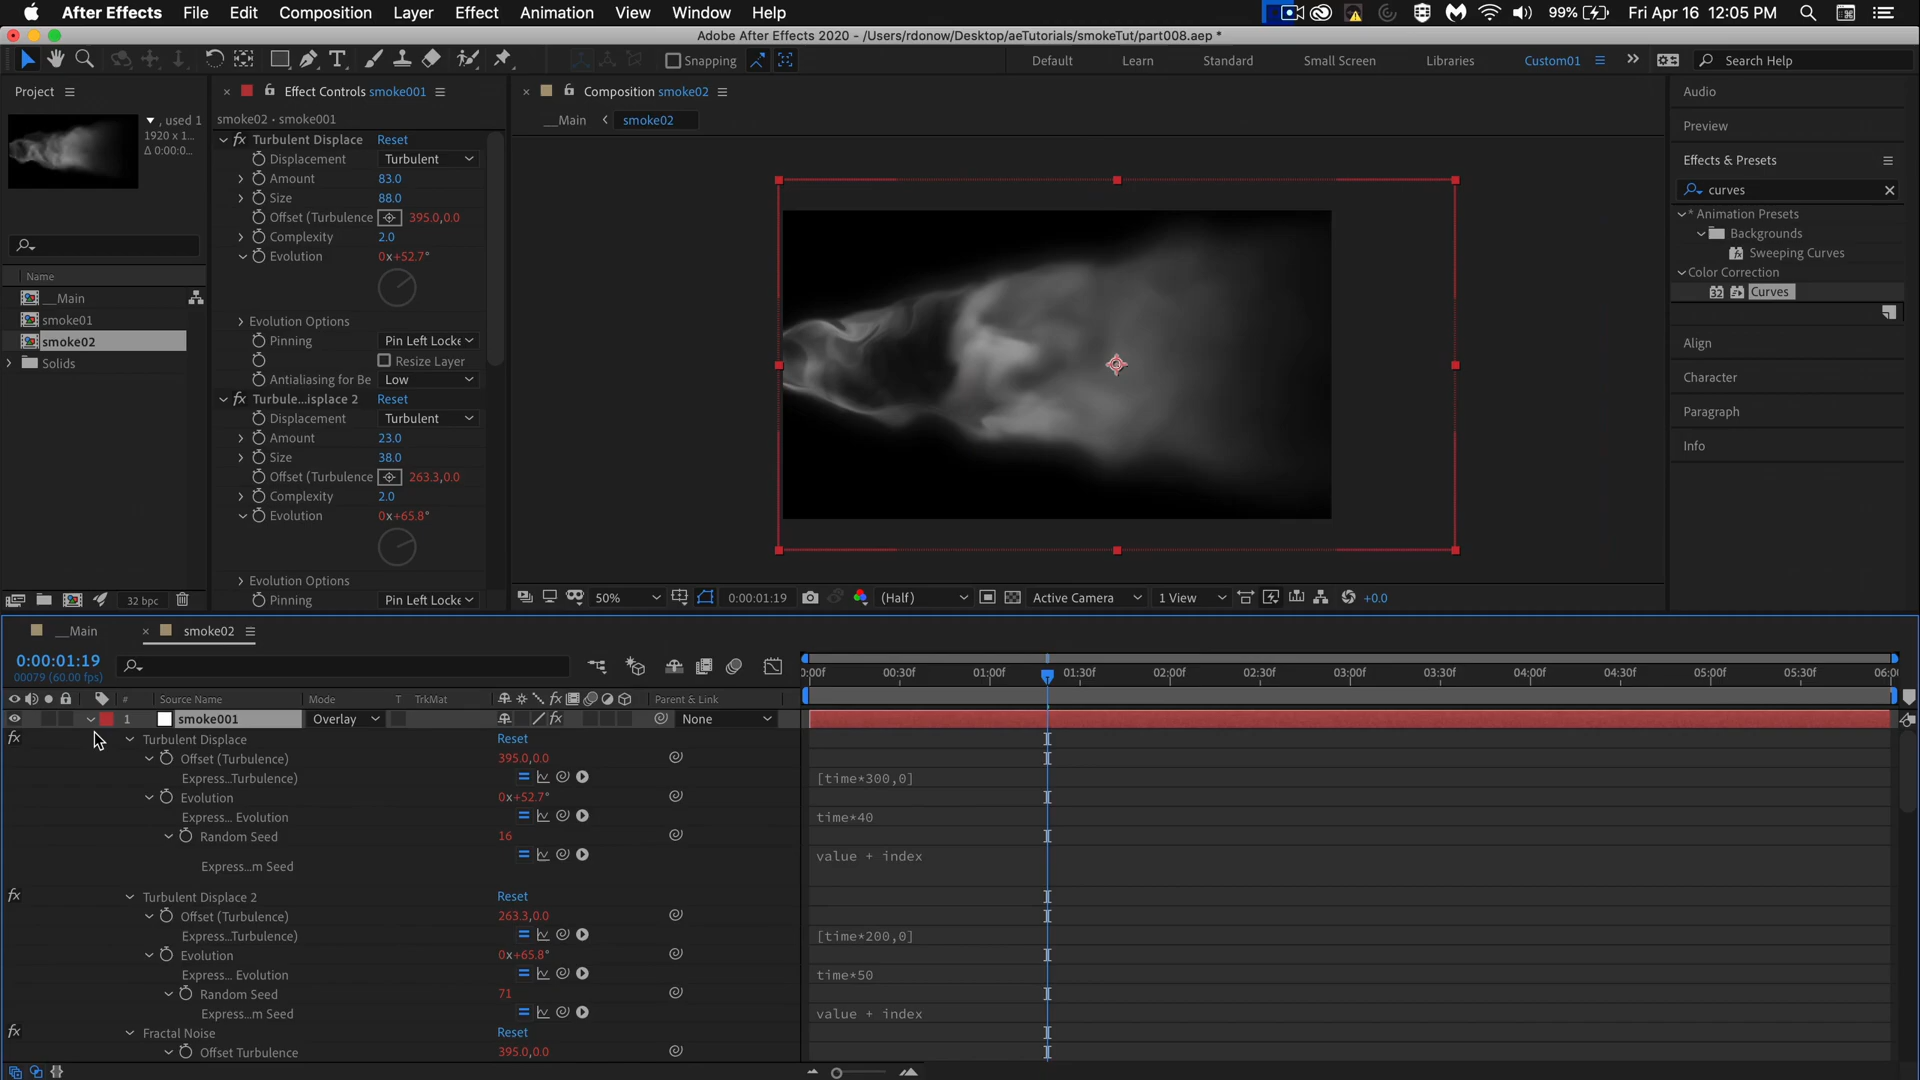 After Effects File Edit Composition Layer Effect Animation View Window Help 99% Fri Apr 16 12:05 PM
Adobe After Effects 2020 - /Users/rdonow/Desktop/aeTutorials/smokeTut/part008.aep *
Snapping Default Learn Standard Small Screen Libraries Custom01 Search Help
Project
, used 1
1920 x 1...
Δ 0:00:0...
Name
__Main
smoke01
smoke02
Solids
32 bpc
Effect Controls smoke001
smoke02 • smoke001
fx Turbulent Displace Reset
Displacement Turbulent
Amount 83.0
Size 88.0
Offset (Turbulence 395.0,0.0
Complexity 2.0
Evolution 0x+52.7°
Evolution Options
Pinning Pin Left Locke
Resize Layer
Antialiasing for Be Low
fx Turbule...isplace 2 Reset
Displacement Turbulent
Amount 23.0
Size 38.0
Offset (Turbulence 263.3,0.0
Complexity 2.0
Evolution 0x+65.8°
Evolution Options
Pinning Pin Left Locke
Composition smoke02
__Main smoke02
50% 0:00:01:19 (Half) Active Camera 1 View +0.0
Audio
Preview
Effects & Presets
curves
* Animation Presets
Backgrounds
Sweeping Curves
Color Correction
32 Curves
Align
Character
Paragraph
Info
__Main smoke02
0:00:01:19
00079 (60.00 fps)
:00f 00:30f 01:00f 01:30f 02:00f 02:30f 03:00f 03:30f 04:00f 04:30f 05:00f 05:30f 06:00
# Source Name Mode T TrkMat fx Parent & Link
1 smoke001 Overlay fx None
fx Turbulent Displace Reset
Offset (Turbulence) 395.0,0.0
Express...Turbulence) [time*300,0]
Evolution 0x+52.7°
Express... Evolution time*40
Random Seed 16
Express...m Seed value + index
fx Turbulent Displace 2 Reset
Offset (Turbulence) 263.3,0.0
Express...Turbulence) [time*200,0]
Evolution 0x+65.8°
Express... Evolution time*50
Random Seed 71
Express...m Seed value + index
fx Fractal Noise Reset
Offset Turbulence 395.0,0.0